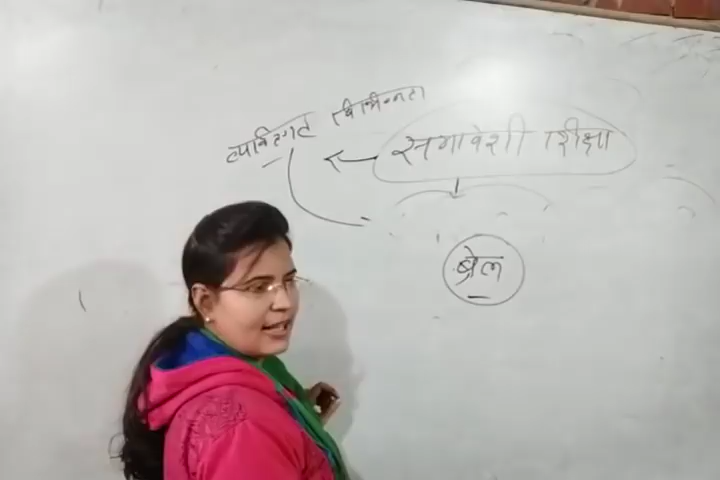 व्यक्तिगत विभिन्नता
समावेशी शिक्षा
ब्रेल